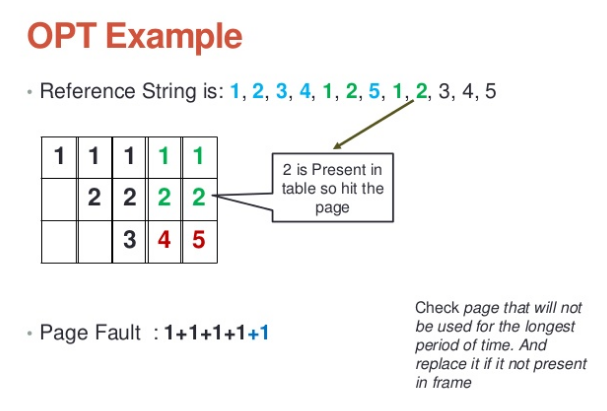 OPT Example
• Reference String is: 1, 2, 3, 4, 1, 2, 5, 1, 2, 3, 4, 5
1 1 1 1 1
2 2 2 2
3 4 5
2 is Present in
table so hit the
page
• Page Fault : 1+1+1+1+1
Check page that will not
be used for the longest
period of time. And
replace it if it not present
in frame